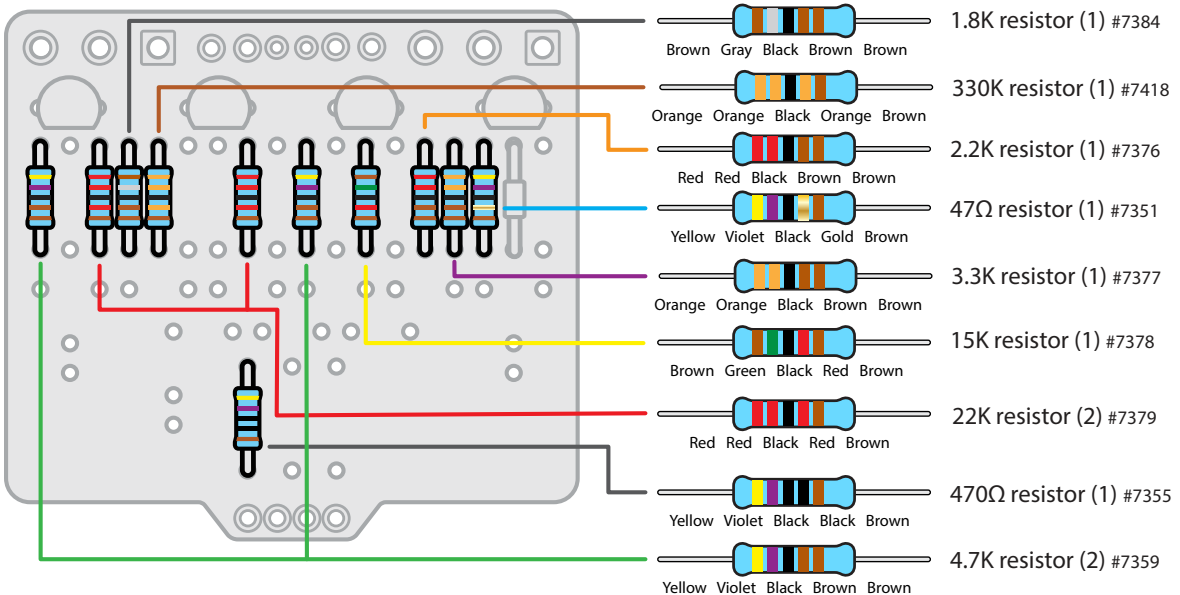 1.8K resistor (1) #7384
Brown Gray Black Brown Brown
330K resistor (1) #7418
Orange Orange Black Orange Brown
2.2K resistor (1) #7376
Red Red Black Brown Brown
47Ω resistor (1) #7351
Yellow Violet Black Gold Brown
3.3K resistor (1) #7377
Orange Orange Black Brown Brown
15K resistor (1) #7378
Brown Green Black Red Brown
22K resistor (2) #7379
Red Red Black Red Brown
470Ω resistor (1) #7355
Yellow Violet Black Black Brown
4.7K resistor (2) #7359
Yellow Violet Black Brown Brown